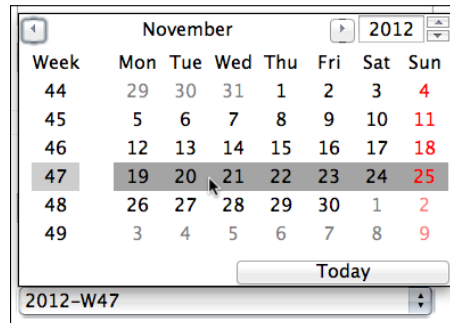 November 2012
Week Mon Tue Wed Thu Fri Sat Sun
44 29 30 31 1 2 3 4
45 5 6 7 8 9 10 11
46 12 13 14 15 16 17 18
47 19 20 21 22 23 24 25
48 26 27 28 29 30 1 2
49 3 4 5 6 7 8 9
Today
2012-W47